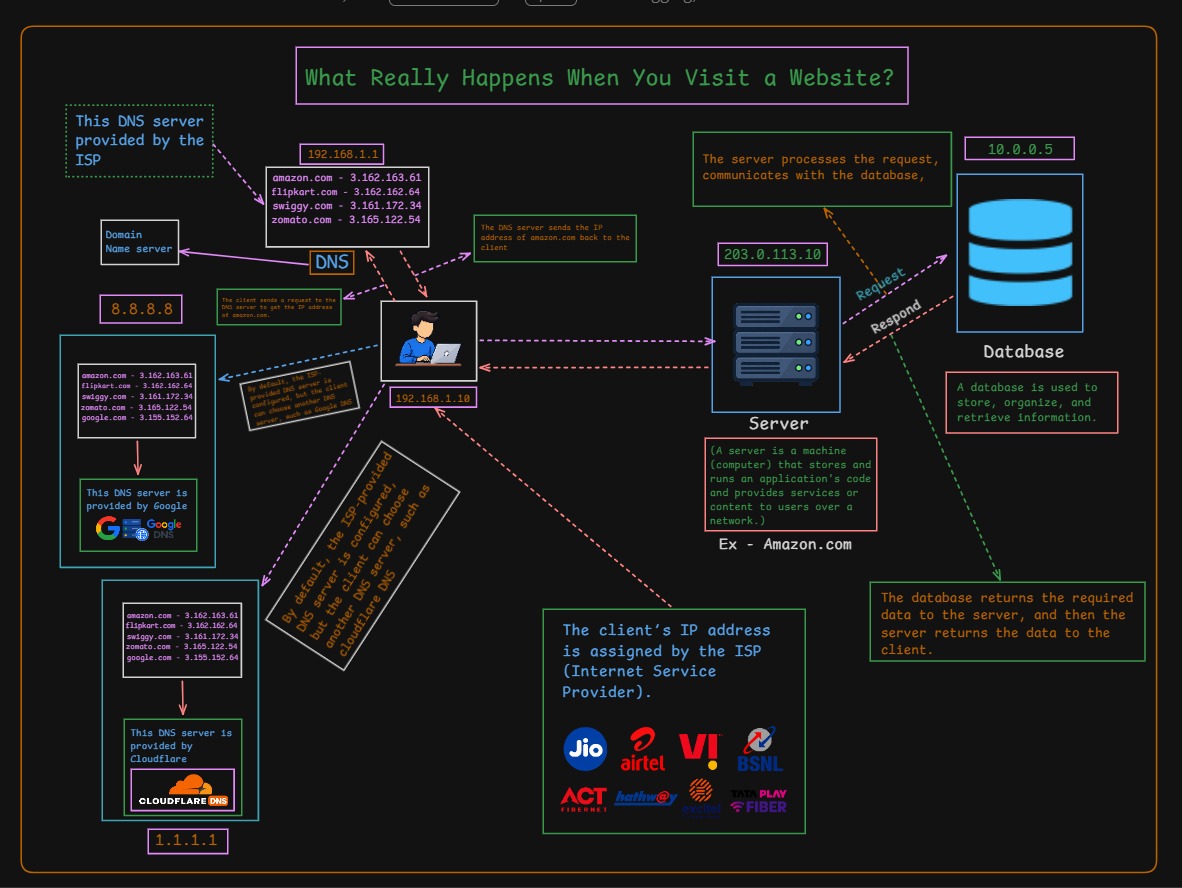 What Really Happens When You Visit a Website?
This DNS server
provided by the
ISP
192.168.1.1
amazon.com - 3.162.163.61
flipkart.com - 3.162.162.64
swiggy.com - 3.161.172.34
zomato.com - 3.165.122.54
DNS
Domain
Name server
The DNS server sends the IP
address of amazon.com back to the
client
The client sends a request to the
DNS server to get the IP address
of amazon.com.
8.8.8.8
amazon.com - 3.162.163.61
flipkart.com - 3.162.162.64
swiggy.com - 3.161.172.34
zomato.com - 3.165.122.54
google.com - 3.155.152.64
This DNS server is
provided by Google
Google
DNS
By default, the ISP-
provided DNS server is
configured, but the client
can choose another DNS
server, such as Google DNS
192.168.1.10
By default, the ISP-provided
DNS server is configured,
but the client can choose
another DNS server, such as
cloudflare DNS
amazon.com - 3.162.163.61
flipkart.com - 3.162.162.64
swiggy.com - 3.161.172.34
zomato.com - 3.165.122.54
google.com - 3.155.152.64
This DNS server is
provided by
Cloudflare
CLOUDFLARE DNS
1.1.1.1
The server processes the request,
communicates with the database,
10.0.0.5
203.0.113.10
Request
Respond
Database
A database is used to
store, organize, and
retrieve information.
Server
(A server is a machine
(computer) that stores and
runs an application's code
and provides services or
content to users over a
network.)
Ex - Amazon.com
The database returns the required
data to the server, and then the
server returns the data to the
client.
The client's IP address
is assigned by the ISP
(Internet Service
Provider).
Jio
airtel
VI
BSNL
ACT
FIBERNET
hathw@y
excitel
TATA PLAY
FIBER